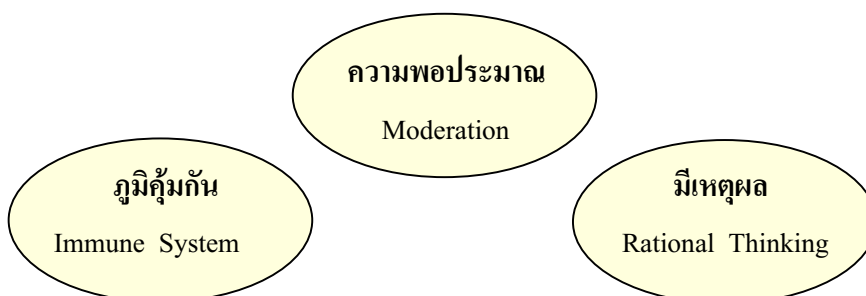 ความพอประมาณ
Moderation
ภูมิคุ้มกัน
Immune System
มีเหตุผล
Rational Thinking